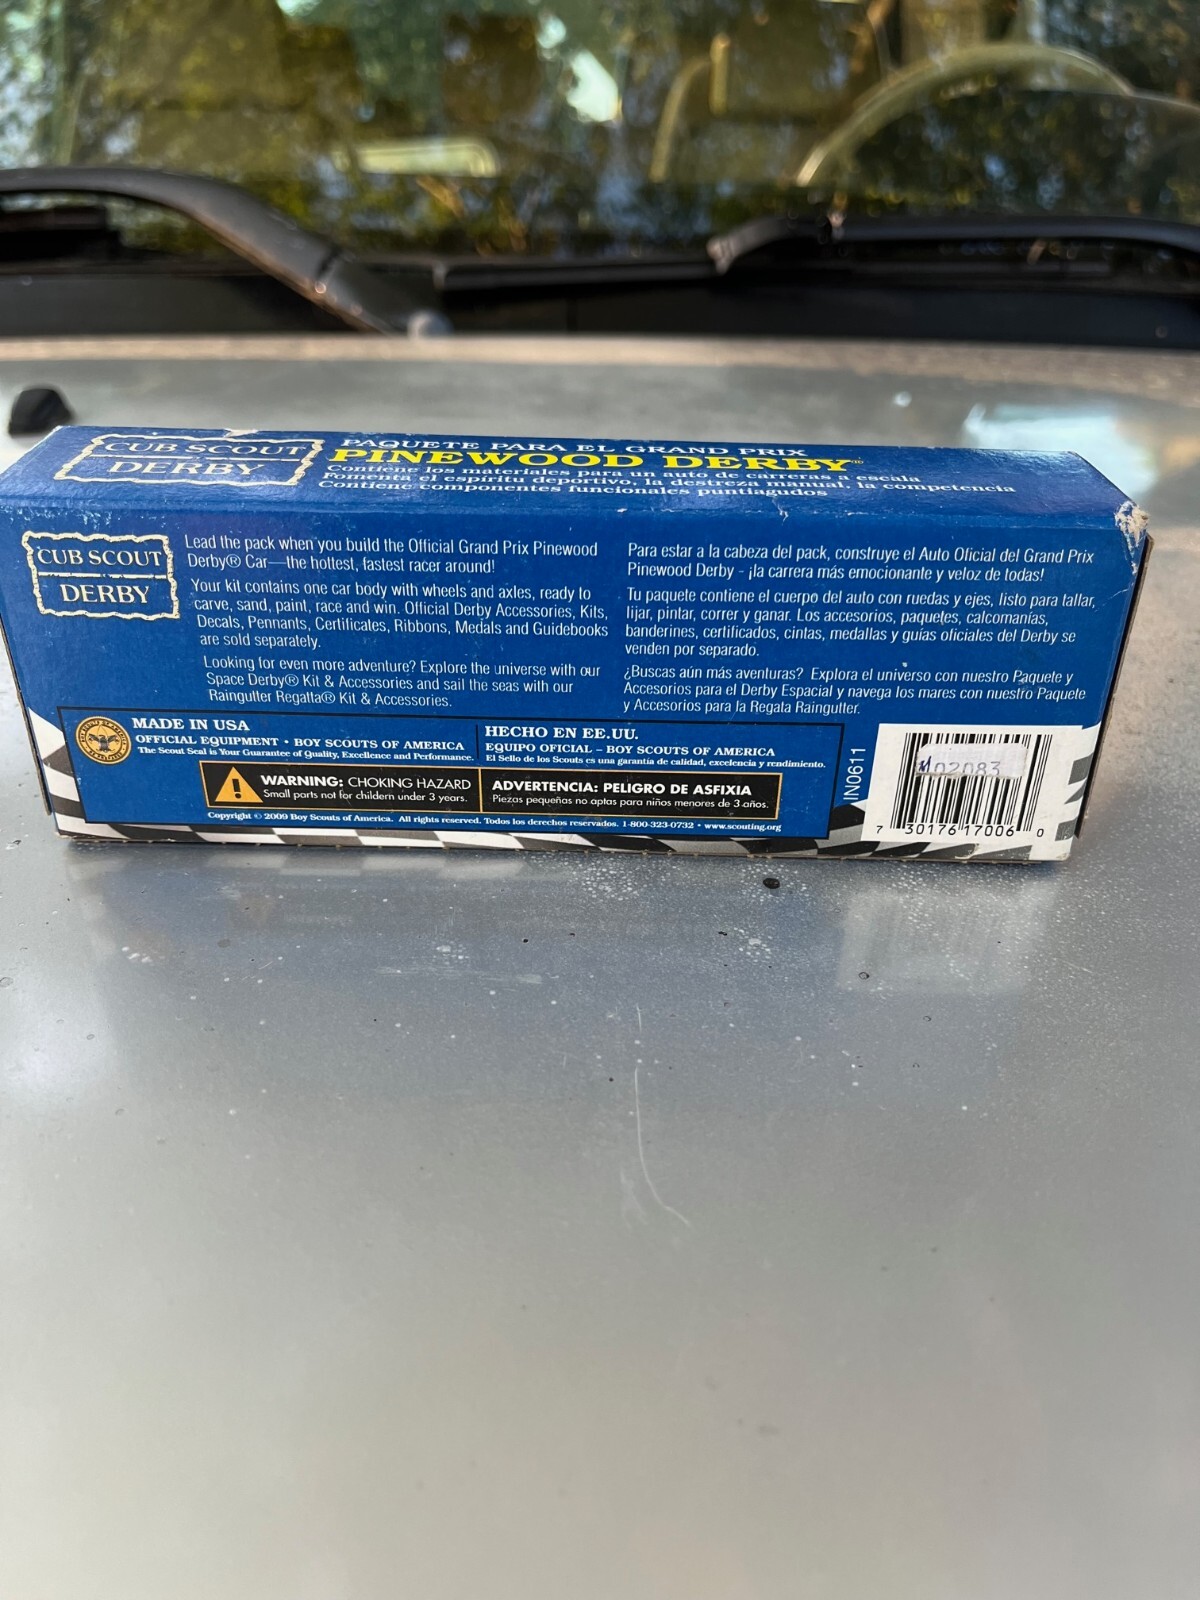 CUB SCOUT
DERBY
PAQUETE PARA EL GRAND PRIX
PINEWOOD DERBY®
Contiene los materiales para un auto de carreras a escala
Fomenta el espíritu deportivo, la destreza manual, la competencia
Contiene componentes funcionales puntiagudos
CUB SCOUT
DERBY
Lead the pack when you build the Official Grand Prix Pinewood
Derby® Car—the hottest, fastest racer around!
Your kit contains one car body with wheels and axles, ready to
carve, sand, paint, race and win. Official Derby Accessories, Kits,
Decals, Pennants, Certificates, Ribbons, Medals and Guidebooks
are sold separately.
Looking for even more adventure? Explore the universe with our
Space Derby® Kit & Accessories and sail the seas with our
Raingutter Regatta® Kit & Accessories.
Para estar a la cabeza del pack, construye el Auto Oficial del Grand Prix
Pinewood Derby - ¡la carrera más emocionante y veloz de todas!
Tu paquete contiene el cuerpo del auto con ruedas y ejes, listo para tallar,
lijar, pintar, correr y ganar. Los accesorios, paquetes, calcomanías,
banderines, certificados, cintas, medallas y guías oficiales del Derby se
venden por separado.
¿Buscas aún más aventuras? Explora el universo con nuestro Paquete y
Accesorios para el Derby Espacial y navega los mares con nuestro Paquete
y Accesorios para la Regata Raingutter.
MADE IN USA
OFFICIAL EQUIPMENT • BOY SCOUTS OF AMERICA
The Scout Seal is Your Guarantee of Quality, Excellence and Performance.
HECHO EN EE.UU.
EQUIPO OFICIAL – BOY SCOUTS OF AMERICA
El Sello de los Scouts es una garantía de calidad, excelencia y rendimiento.
WARNING: CHOKING HAZARD
Small parts not for childern under 3 years.
ADVERTENCIA: PELIGRO DE ASFIXIA
Piezas pequeñas no aptas para niños menores de 3 años.
Copyright © 2009 Boy Scouts of America. All rights reserved. Todos los derechos reservados. 1-800-323-0732 • www.scouting.org
IN0611
7 30176 17006 0